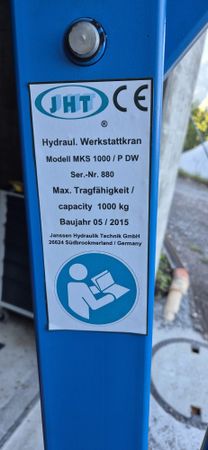 JHT CE
®
Hydraul. Werkstattkran
Modell MKS 1000 / P DW
Ser.-Nr. 880
Max. Tragfähigkeit /
capacity 1000 kg
Baujahr 05 / 2015
Janssen Hydraulik Technik GmbH
26624 Südbrookmerland / Germany